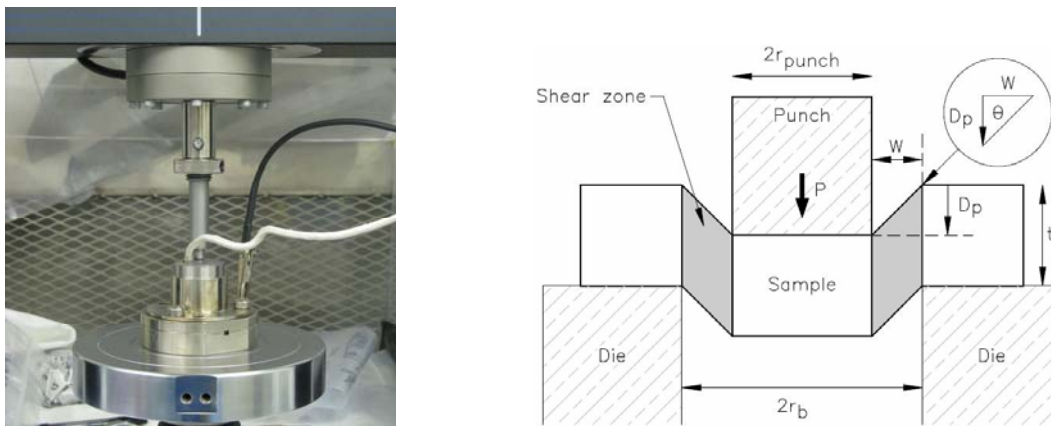 2r_punch
Shear zone
Punch
W
D_p
θ
W
P
D_p
t
Sample
Die
Die
2r_b